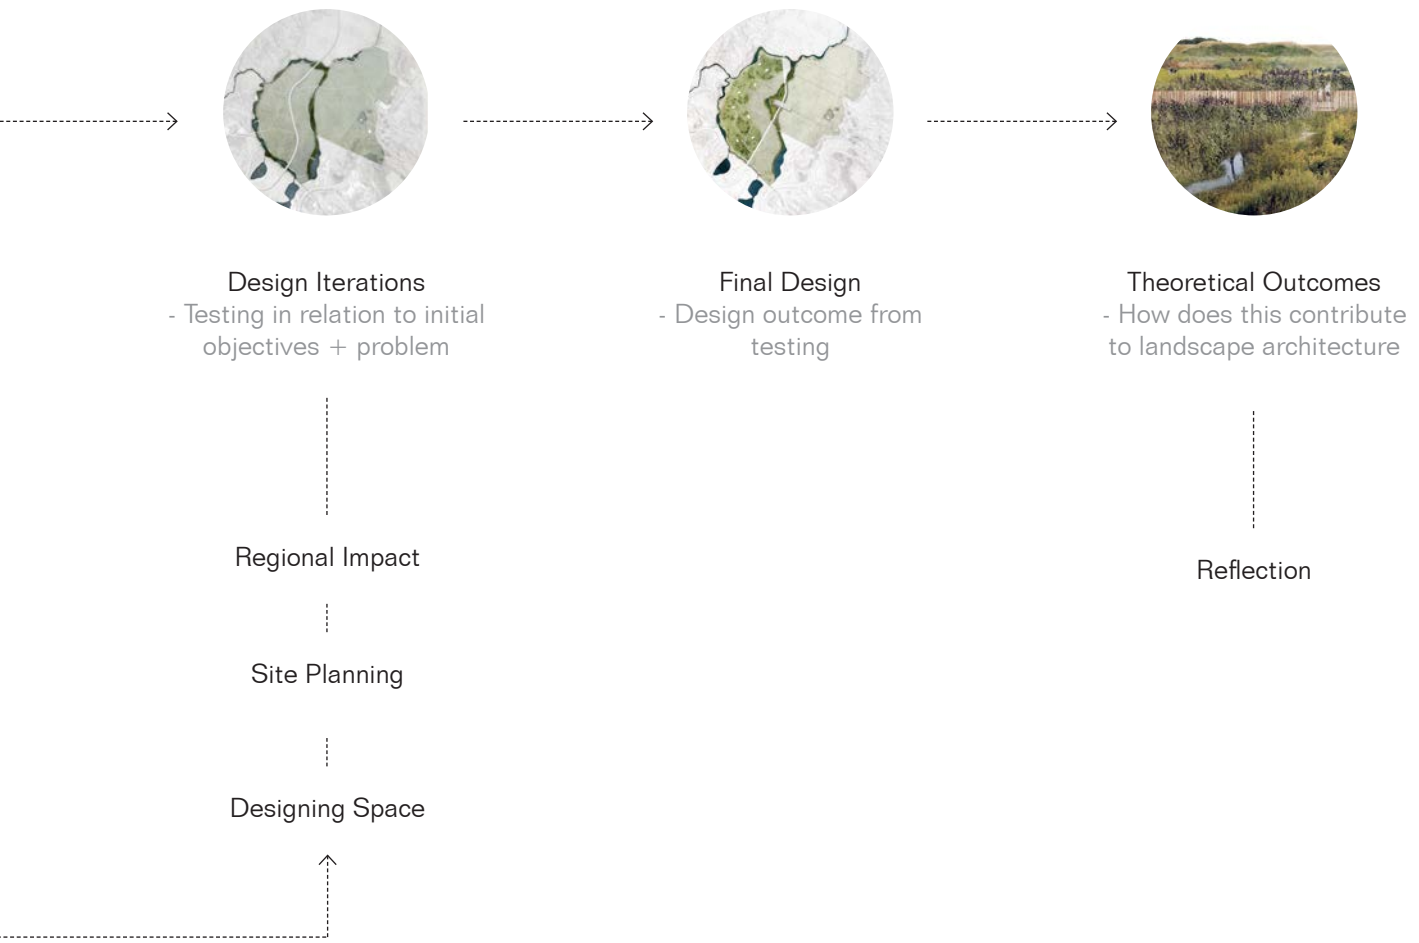 Design Iterations
- Testing in relation to initial
objectives + problem
Final Design
- Design outcome from
testing
Theoretical Outcomes
- How does this contribute
to landscape architecture
Regional Impact
Site Planning
Designing Space
Reflection